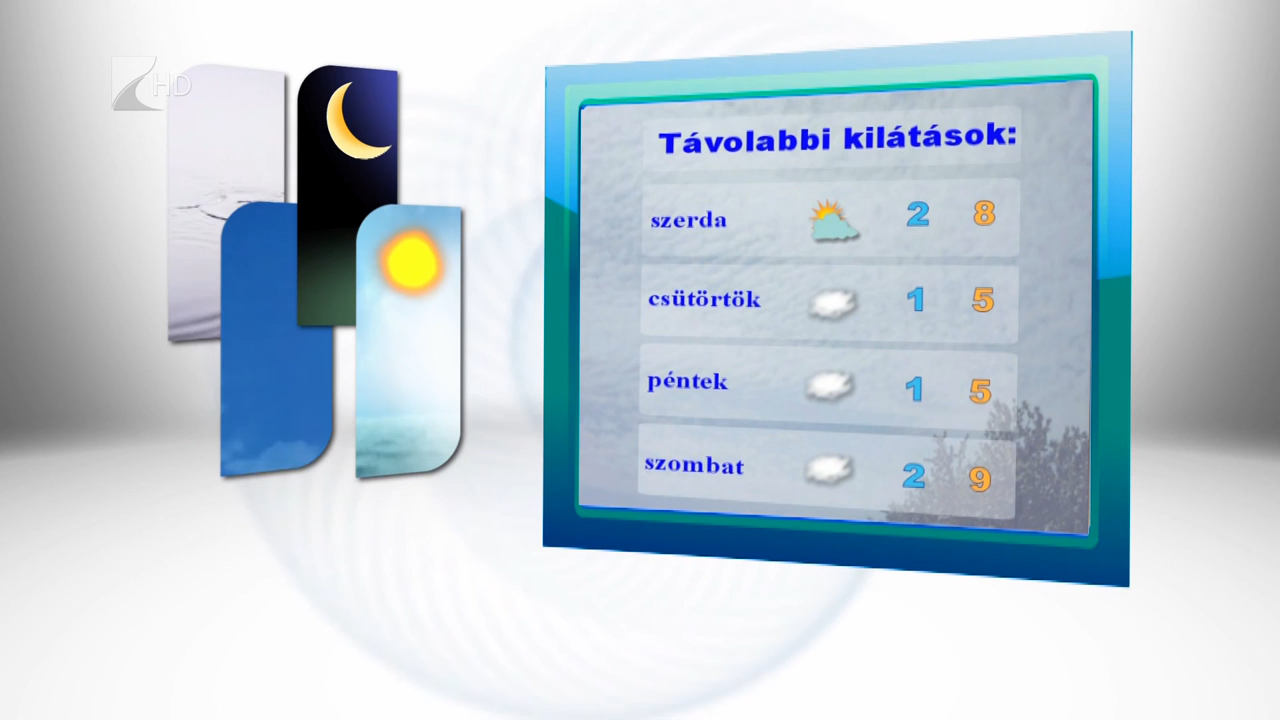 HD
Távolabbi kilátások:
szerda 2 8
csütörtök 1 5
péntek 1 5
szombat 2 9